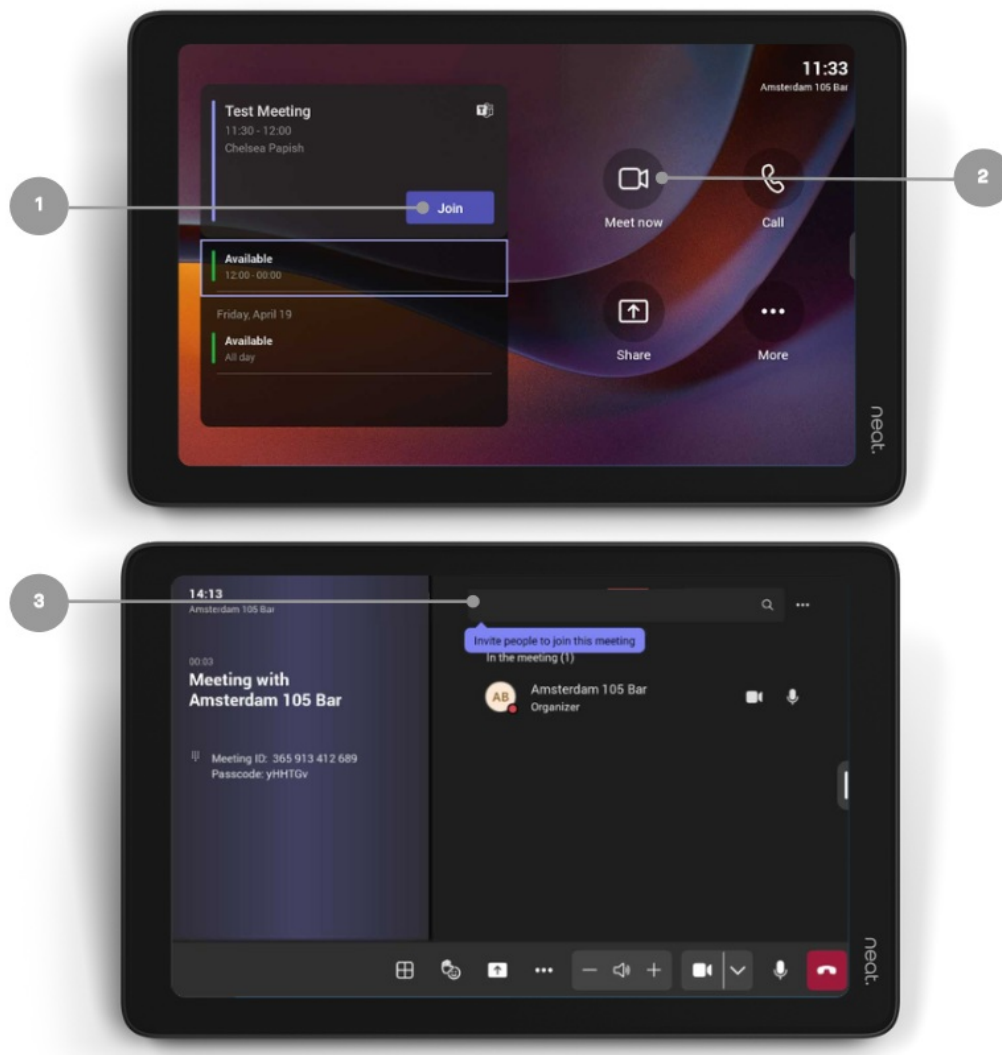 11:33
Amsterdam 105 Bar
Test Meeting
11:30 - 12:00
Chelsea Papish
1
Join
2
Meet now
Call
Available
12:00 - 00:00
Friday, April 19
Available
All day
Share
More
neat.
3
14:13
Amsterdam 105 Bar
00:03
Meeting with
Amsterdam 105 Bar
Meeting ID: 365 913 412 689
Passcode: yHHTGv
Invite people to join this meeting
In the meeting (1)
AB
Amsterdam 105 Bar
Organizer
neat.